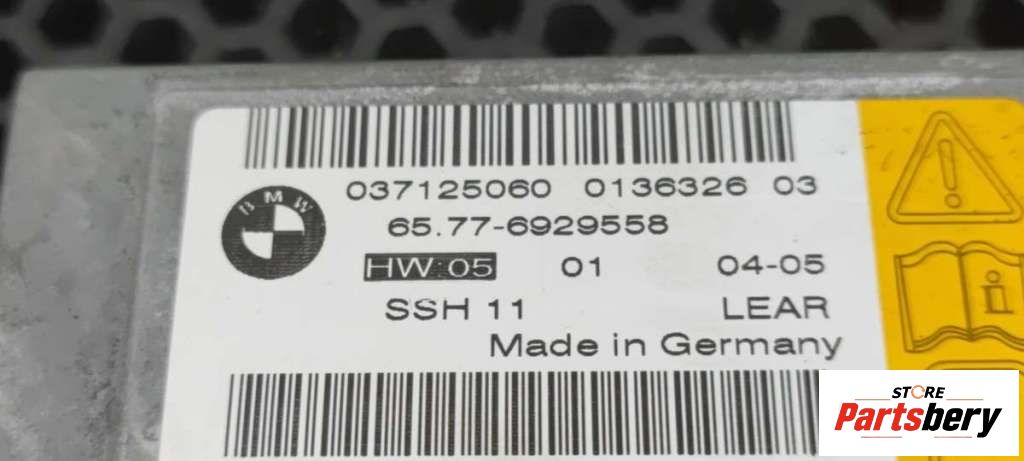 037125060 0136326 03
BMW
65.77-6929558
HW:05 01 04-05
SSH 11 LEAR
Made in Germany
STORE
Partsbery